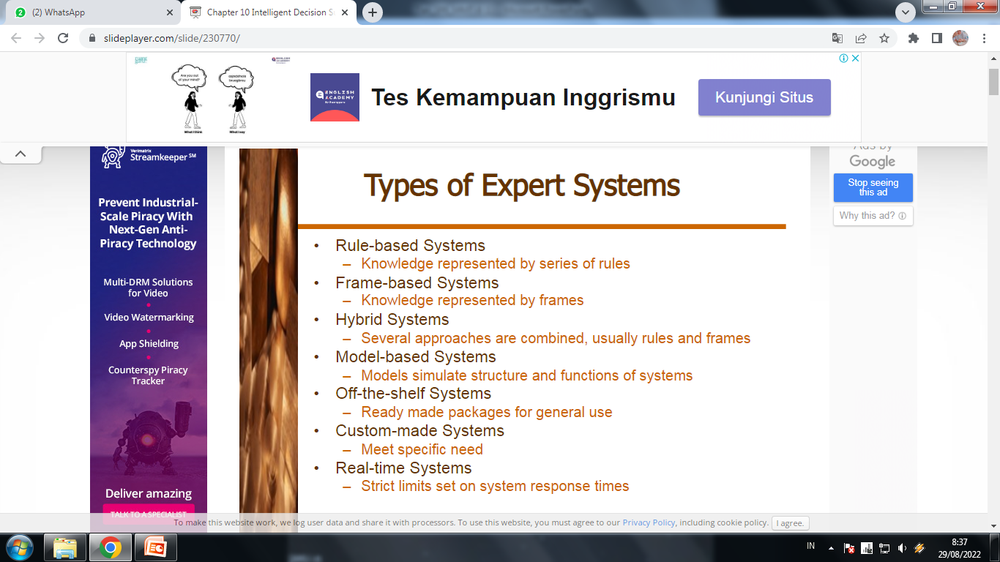 (2) WhatsApp
Chapter 10 Intelligent Decision S
slideplayer.com/slide/230770/
Are you out of your mind?
What I think
What I say
ENGLISH ACADEMY
Tes Kemampuan Inggrismu
Kunjungi Situs
Verimatrix
Streamkeeper SM
Prevent Industrial-
Scale Piracy With
Next-Gen Anti-
Piracy Technology
Multi-DRM Solutions
for Video
Video Watermarking
App Shielding
Counterspy Piracy
Tracker
Deliver amazing
TALK TO A SPECIALIST
Types of Expert Systems
• Rule-based Systems
– Knowledge represented by series of rules
• Frame-based Systems
– Knowledge represented by frames
• Hybrid Systems
– Several approaches are combined, usually rules and frames
• Model-based Systems
– Models simulate structure and functions of systems
• Off-the-shelf Systems
– Ready made packages for general use
• Custom-made Systems
– Meet specific need
• Real-time Systems
– Strict limits set on system response times
Ads by
Google
Stop seeing
this ad
Why this ad?
To make this website work, we log user data and share it with processors. To use this website, you must agree to our Privacy Policy, including cookie policy.
I agree.
IN
8:37
29/08/2022